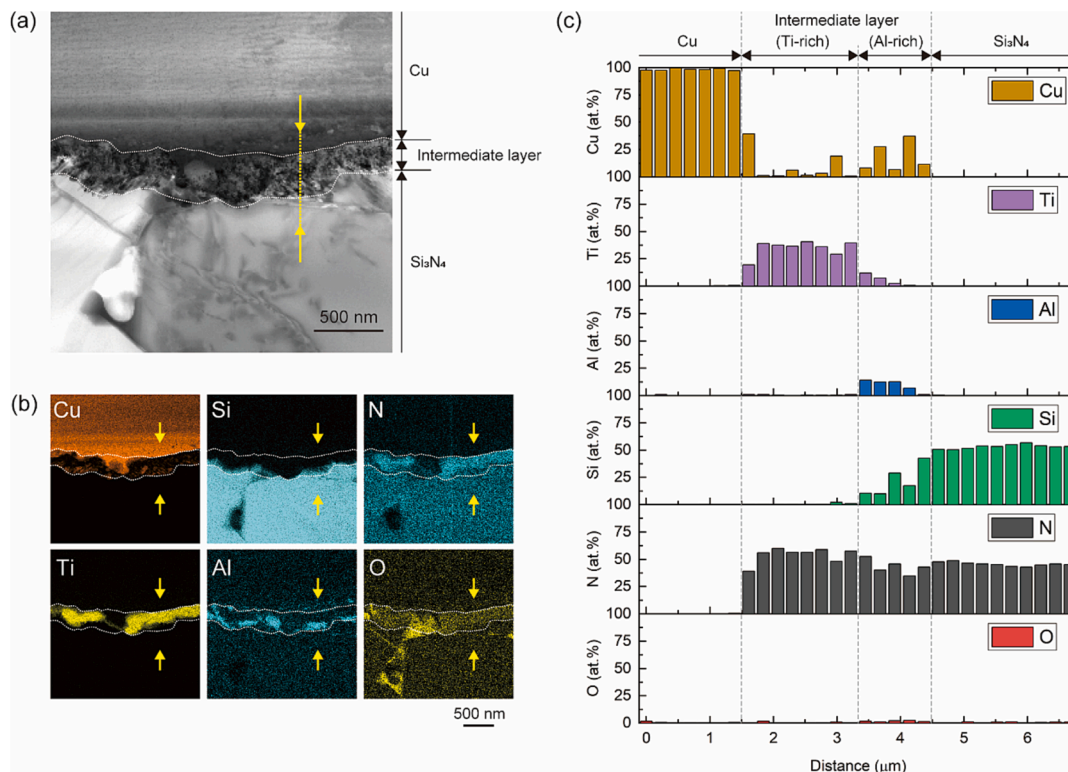 (a)
Cu
Intermediate layer
Si₃N₄
500 nm
(b)
Cu
Si
N
Ti
Al
O
500 nm
(c)
Intermediate layer
Cu
(Ti-rich)
(Al-rich)
Si₃N₄
100
75
50
25
Cu (at.%)
Cu
100
75
50
25
Ti (at.%)
Ti
100
75
50
25
Al (at.%)
Al
100
75
50
25
Si (at.%)
Si
100
75
50
25
N (at.%)
N
100
75
50
25
0
O (at.%)
O
0 1 2 3 4 5 6
Distance (μm)